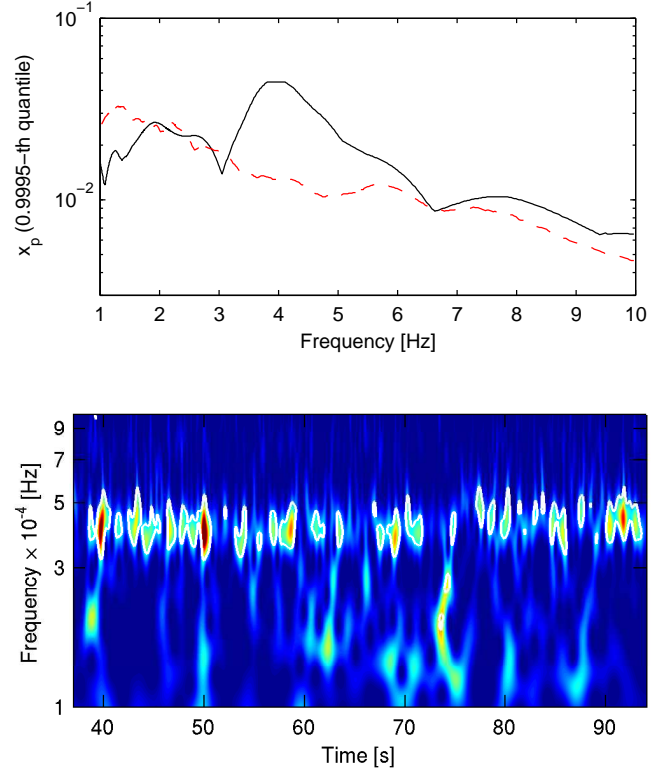 10^{-1}
10^{-2}
x_p (0.9995−th quantile)
1 2 3 4 5 6 7 8 9 10
Frequency [Hz]
9
7
5
3
1
Frequency × 10^{-4} [Hz]
40 50 60 70 80 90
Time [s]